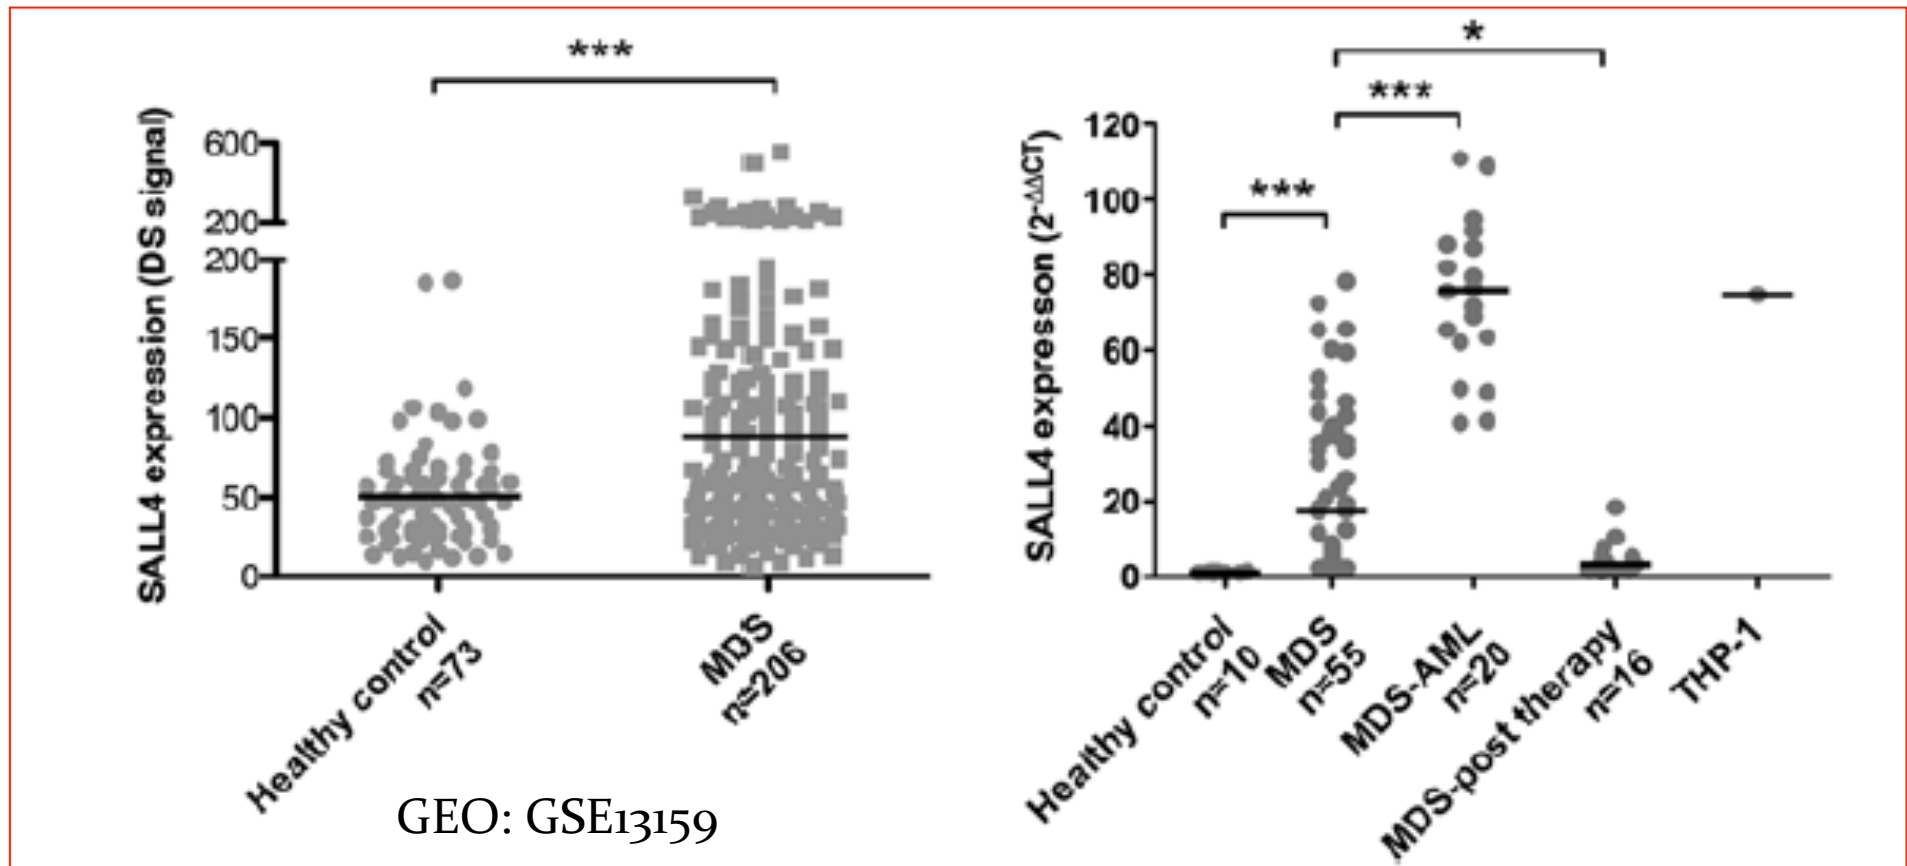 ***
SALL4 expression (DS signal)
600
200
200
150
100
50
0
Healthy control
n=73
MDS
n=206
GEO: GSE13159
*
***
***
SALL4 expresson (2-ΔΔCT)
120
100
80
60
40
20
0
Healthy control
n=10
MDS
n=55
MDS-AML
n=20
MDS-post therapy
n=16
THP-1